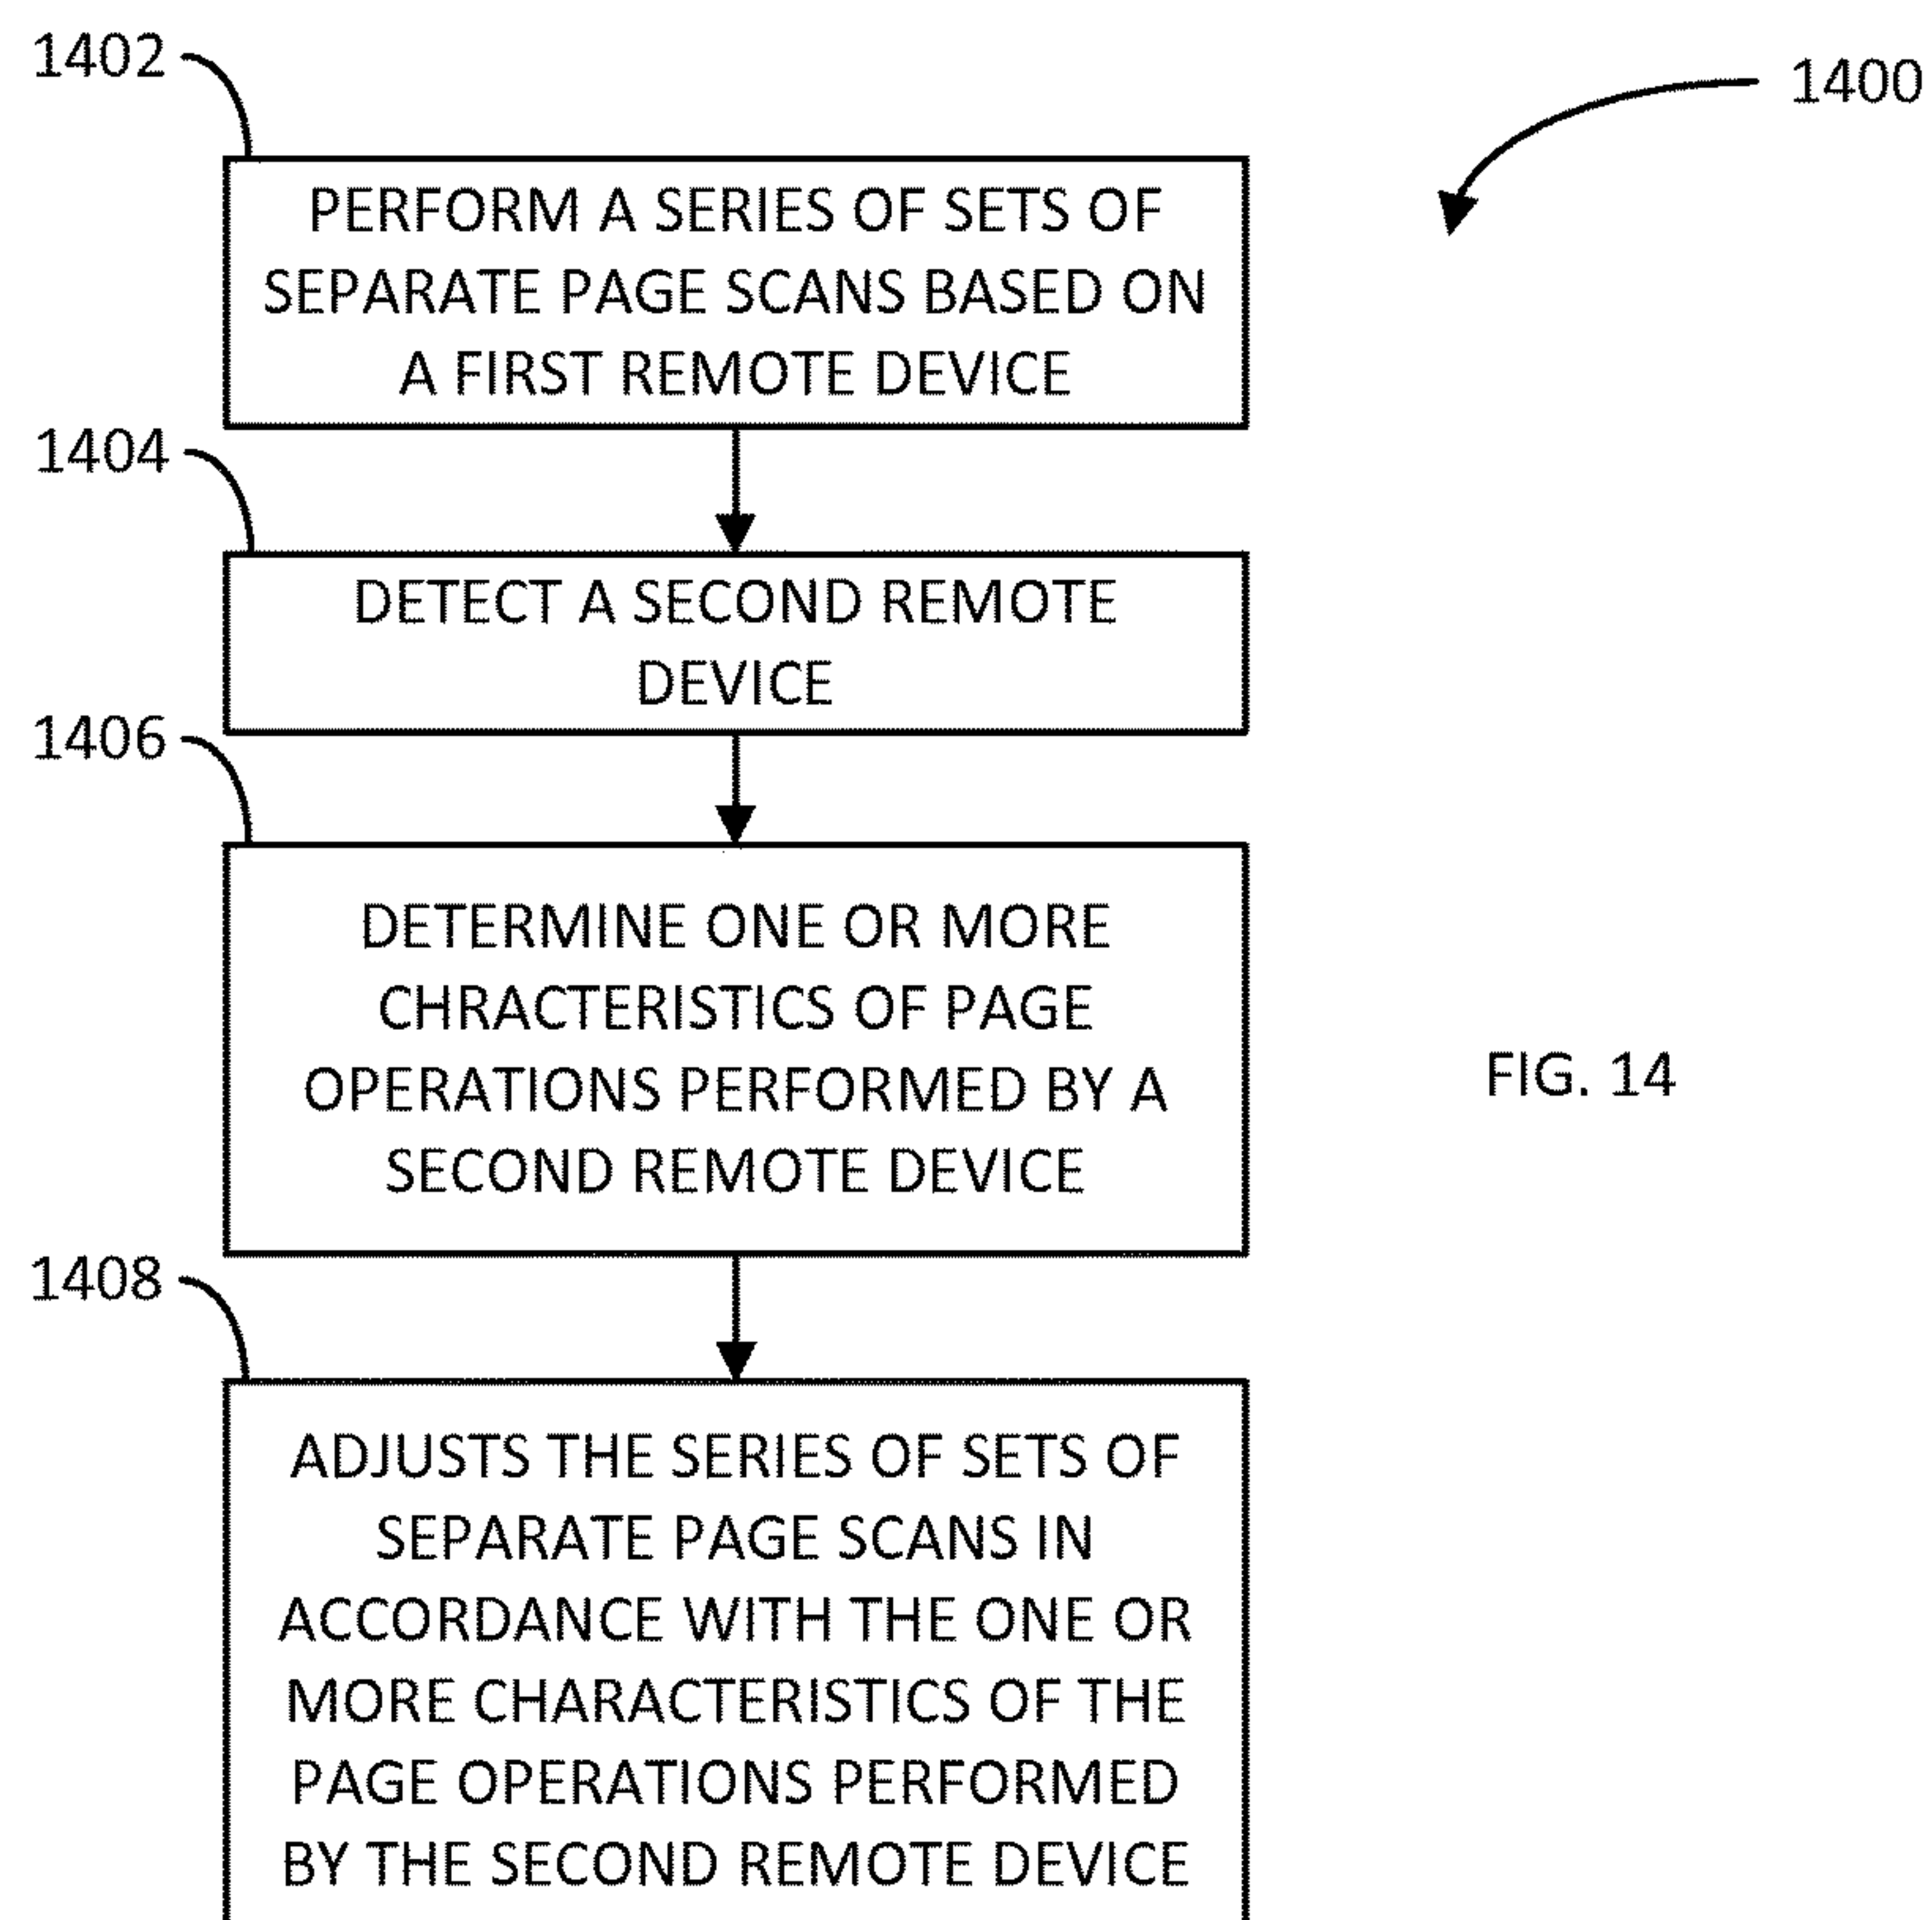 1402
1400
PERFORM A SERIES OF SETS OF
SEPARATE PAGE SCANS BASED ON
A FIRST REMOTE DEVICE
1404
DETECT A SECOND REMOTE
DEVICE
1406
DETERMINE ONE OR MORE
CHRACTERISTICS OF PAGE
OPERATIONS PERFORMED BY A
SECOND REMOTE DEVICE
FIG. 14
1408
ADJUSTS THE SERIES OF SETS OF
SEPARATE PAGE SCANS IN
ACCORDANCE WITH THE ONE OR
MORE CHARACTERISTICS OF THE
PAGE OPERATIONS PERFORMED
BY THE SECOND REMOTE DEVICE